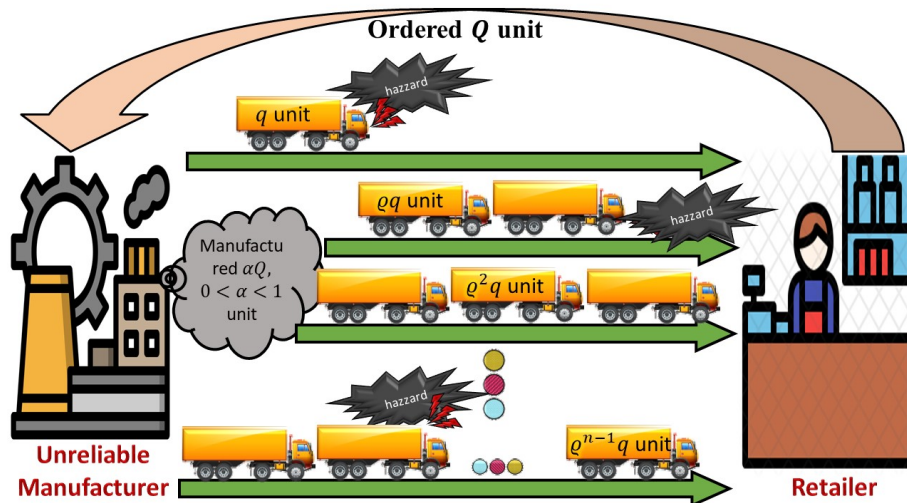 Ordered Q unit
hazzard
q unit
ϱq unit
hazzard
Manufactu
red αQ,
0 < α < 1
unit
ϱ²q unit
hazzard
ϱⁿ⁻¹q unit
Unreliable
Manufacturer
Retailer